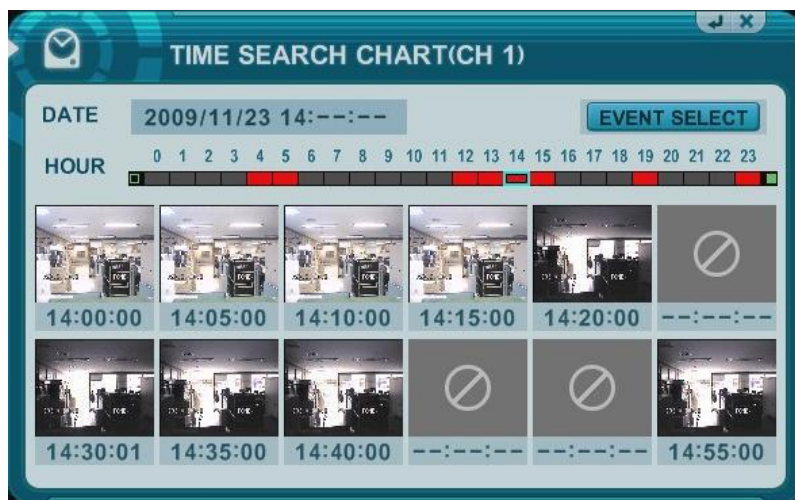 TIME SEARCH CHART(CH 1)
DATE 2009/11/23 14:--:-- EVENT SELECT
HOUR 0 1 2 3 4 5 6 7 8 9 10 11 12 13 14 15 16 17 18 19 20 21 22 23
14:00:00 14:05:00 14:10:00 14:15:00 14:20:00 --:--:--
14:30:01 14:35:00 14:40:00 --:--:-- --:--:-- 14:55:00